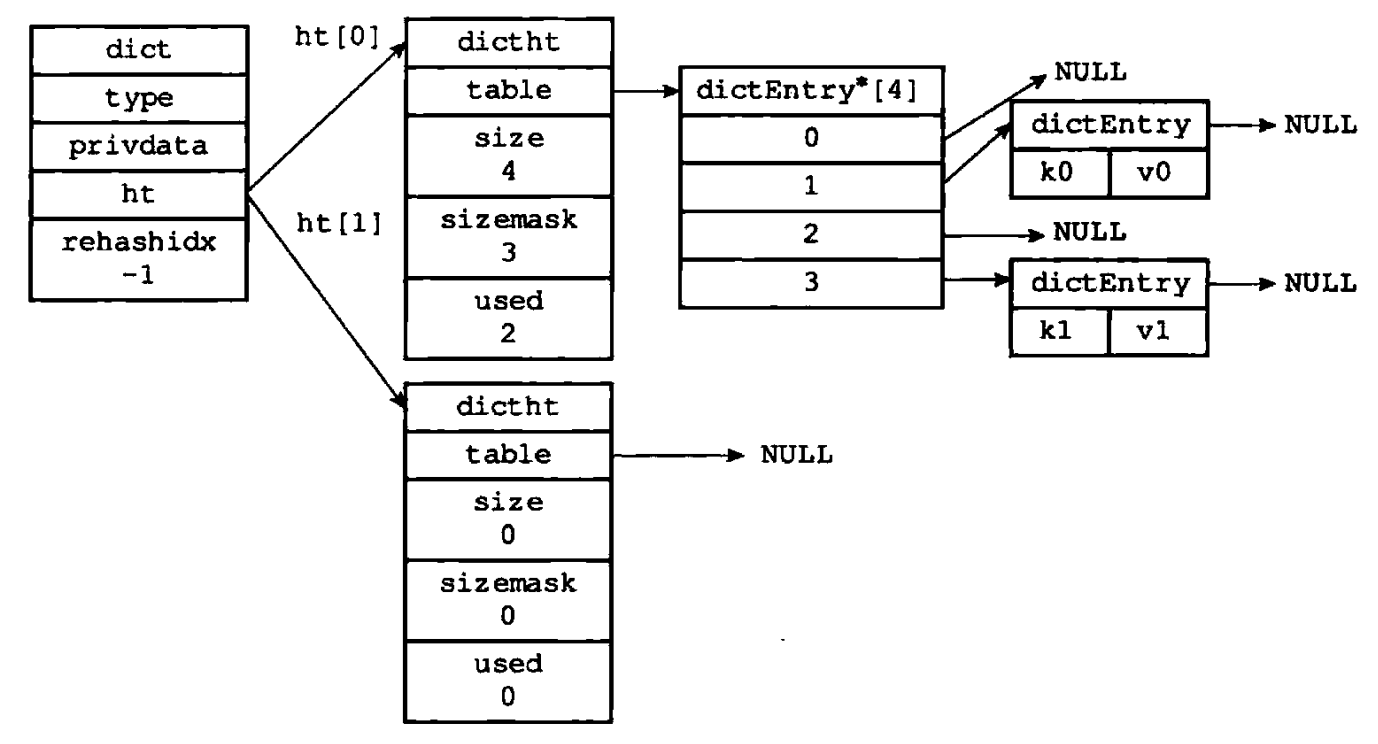 dict
type
privdata
ht
rehashidx
-1
ht[0]
ht[1]
dictht
table
size
4
sizemask
3
used
2
dictEntry*[4]
0
1
2
3
NULL
dictEntry
k0 v0
NULL
NULL
dictEntry
k1 v1
NULL
dictht
table
size
0
sizemask
0
used
0
NULL